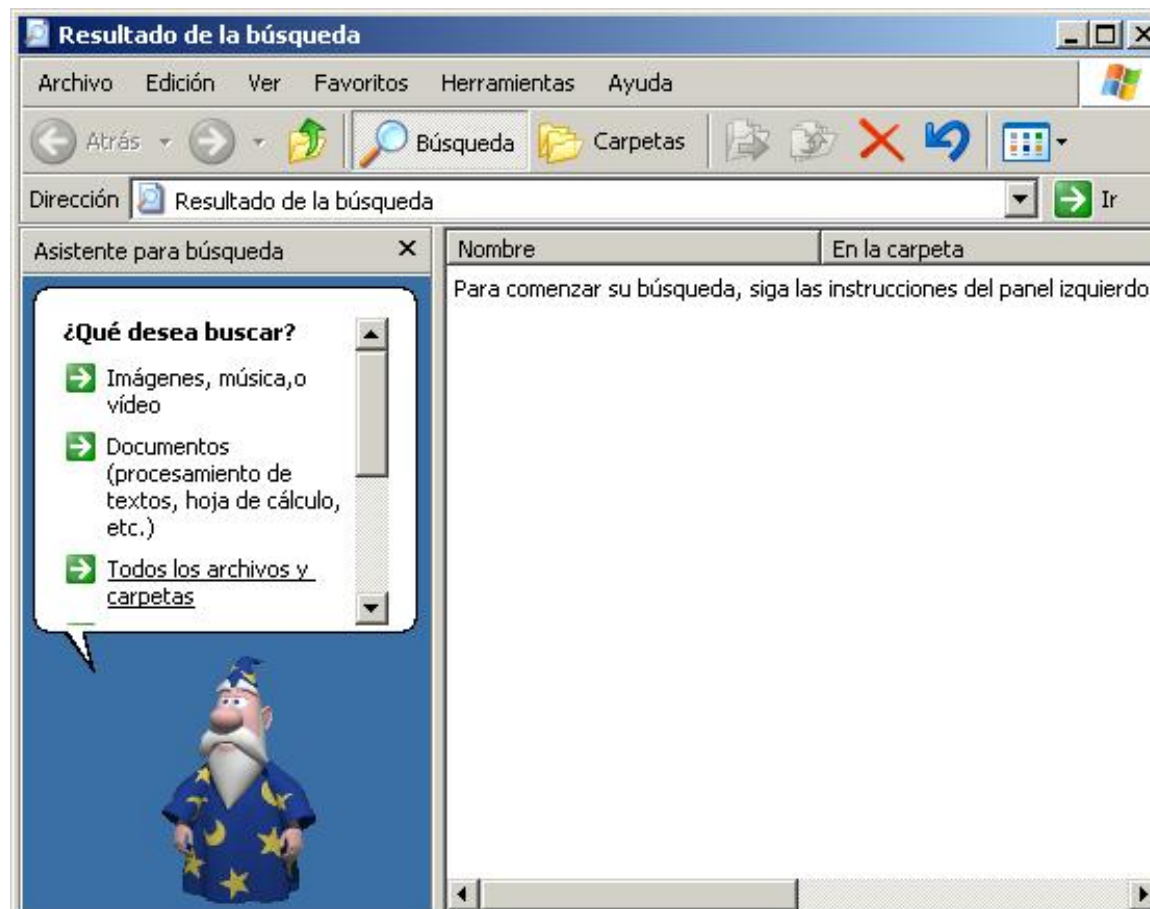 Resultado de la búsqueda
Archivo Edición Ver Favoritos Herramientas Ayuda
Atrás Búsqueda Carpetas
Dirección Resultado de la búsqueda Ir
Asistente para búsqueda
Nombre En la carpeta
Para comenzar su búsqueda, siga las instrucciones del panel izquierdo
¿Qué desea buscar?
Imágenes, música,o
vídeo
Documentos
(procesamiento de
textos, hoja de cálculo,
etc.)
Todos los archivos y
carpetas